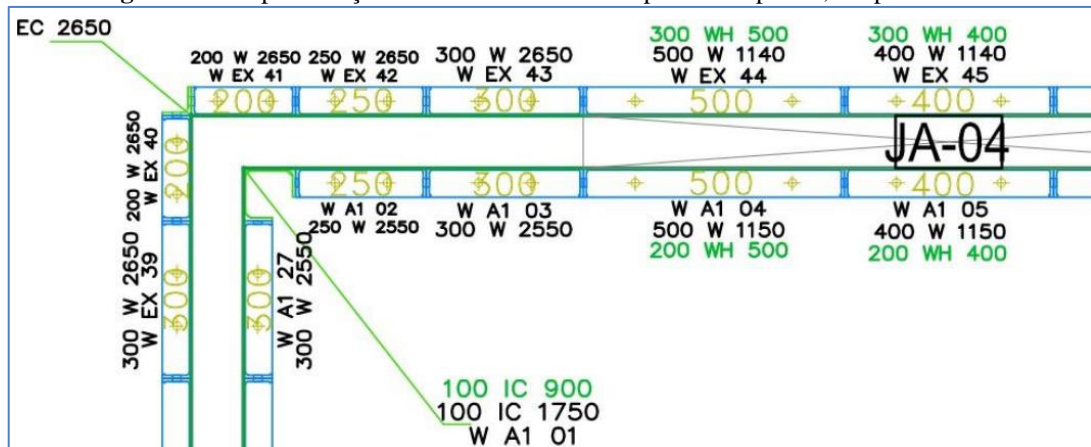 EC 2650
200 W 2650
W EX 41
250 W 2650
W EX 42
300 W 2650
W EX 43
300 WH 500
500 W 1140
W EX 44
300 WH 400
400 W 1140
W EX 45
200
250
300
500
400
JA-04
200 W 2650
W EX 40
200
250
300
500
400
W A1 02
250 W 2550
W A1 03
300 W 2550
W A1 04
500 W 1150
200 WH 500
W A1 05
400 W 1150
200 WH 400
300 W 2650
W EX 39
300
300
W A1 27
300 W 2550
100 IC 900
100 IC 1750
W A1 01